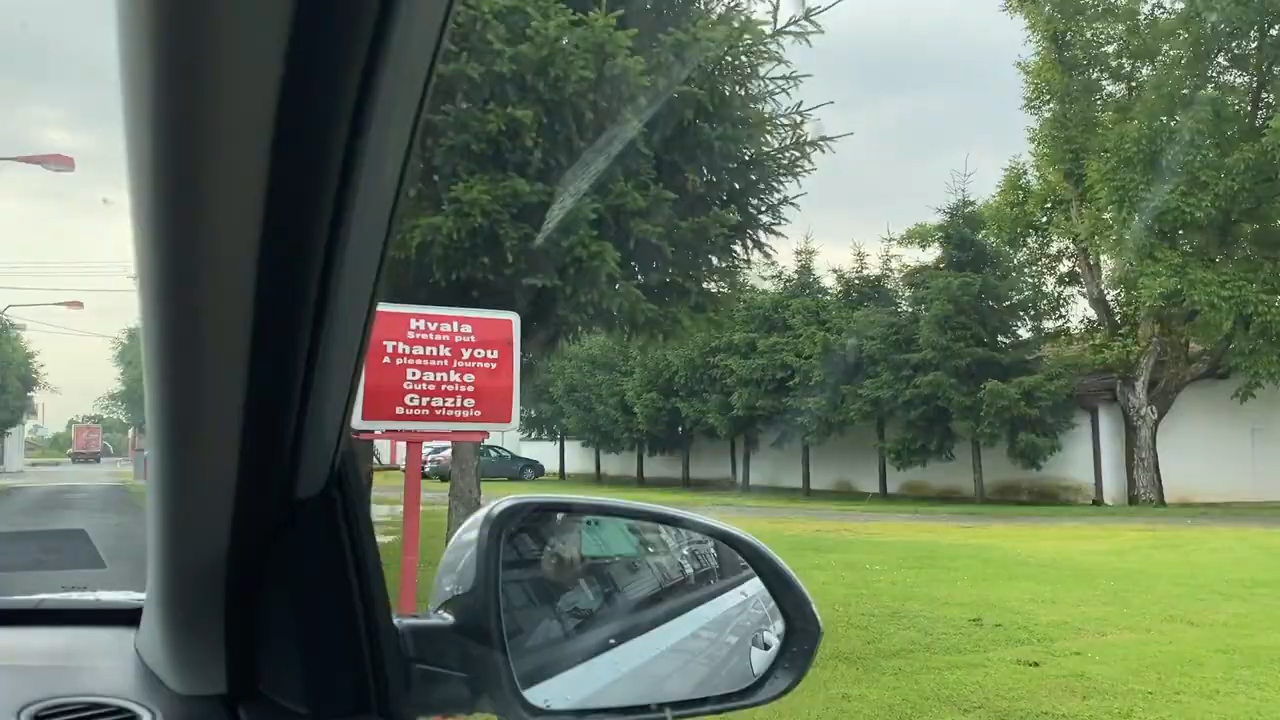 Hvala
Sretan put
Thank you
A pleasant journey
Danke
Gute reise
Grazie
Buon viaggio